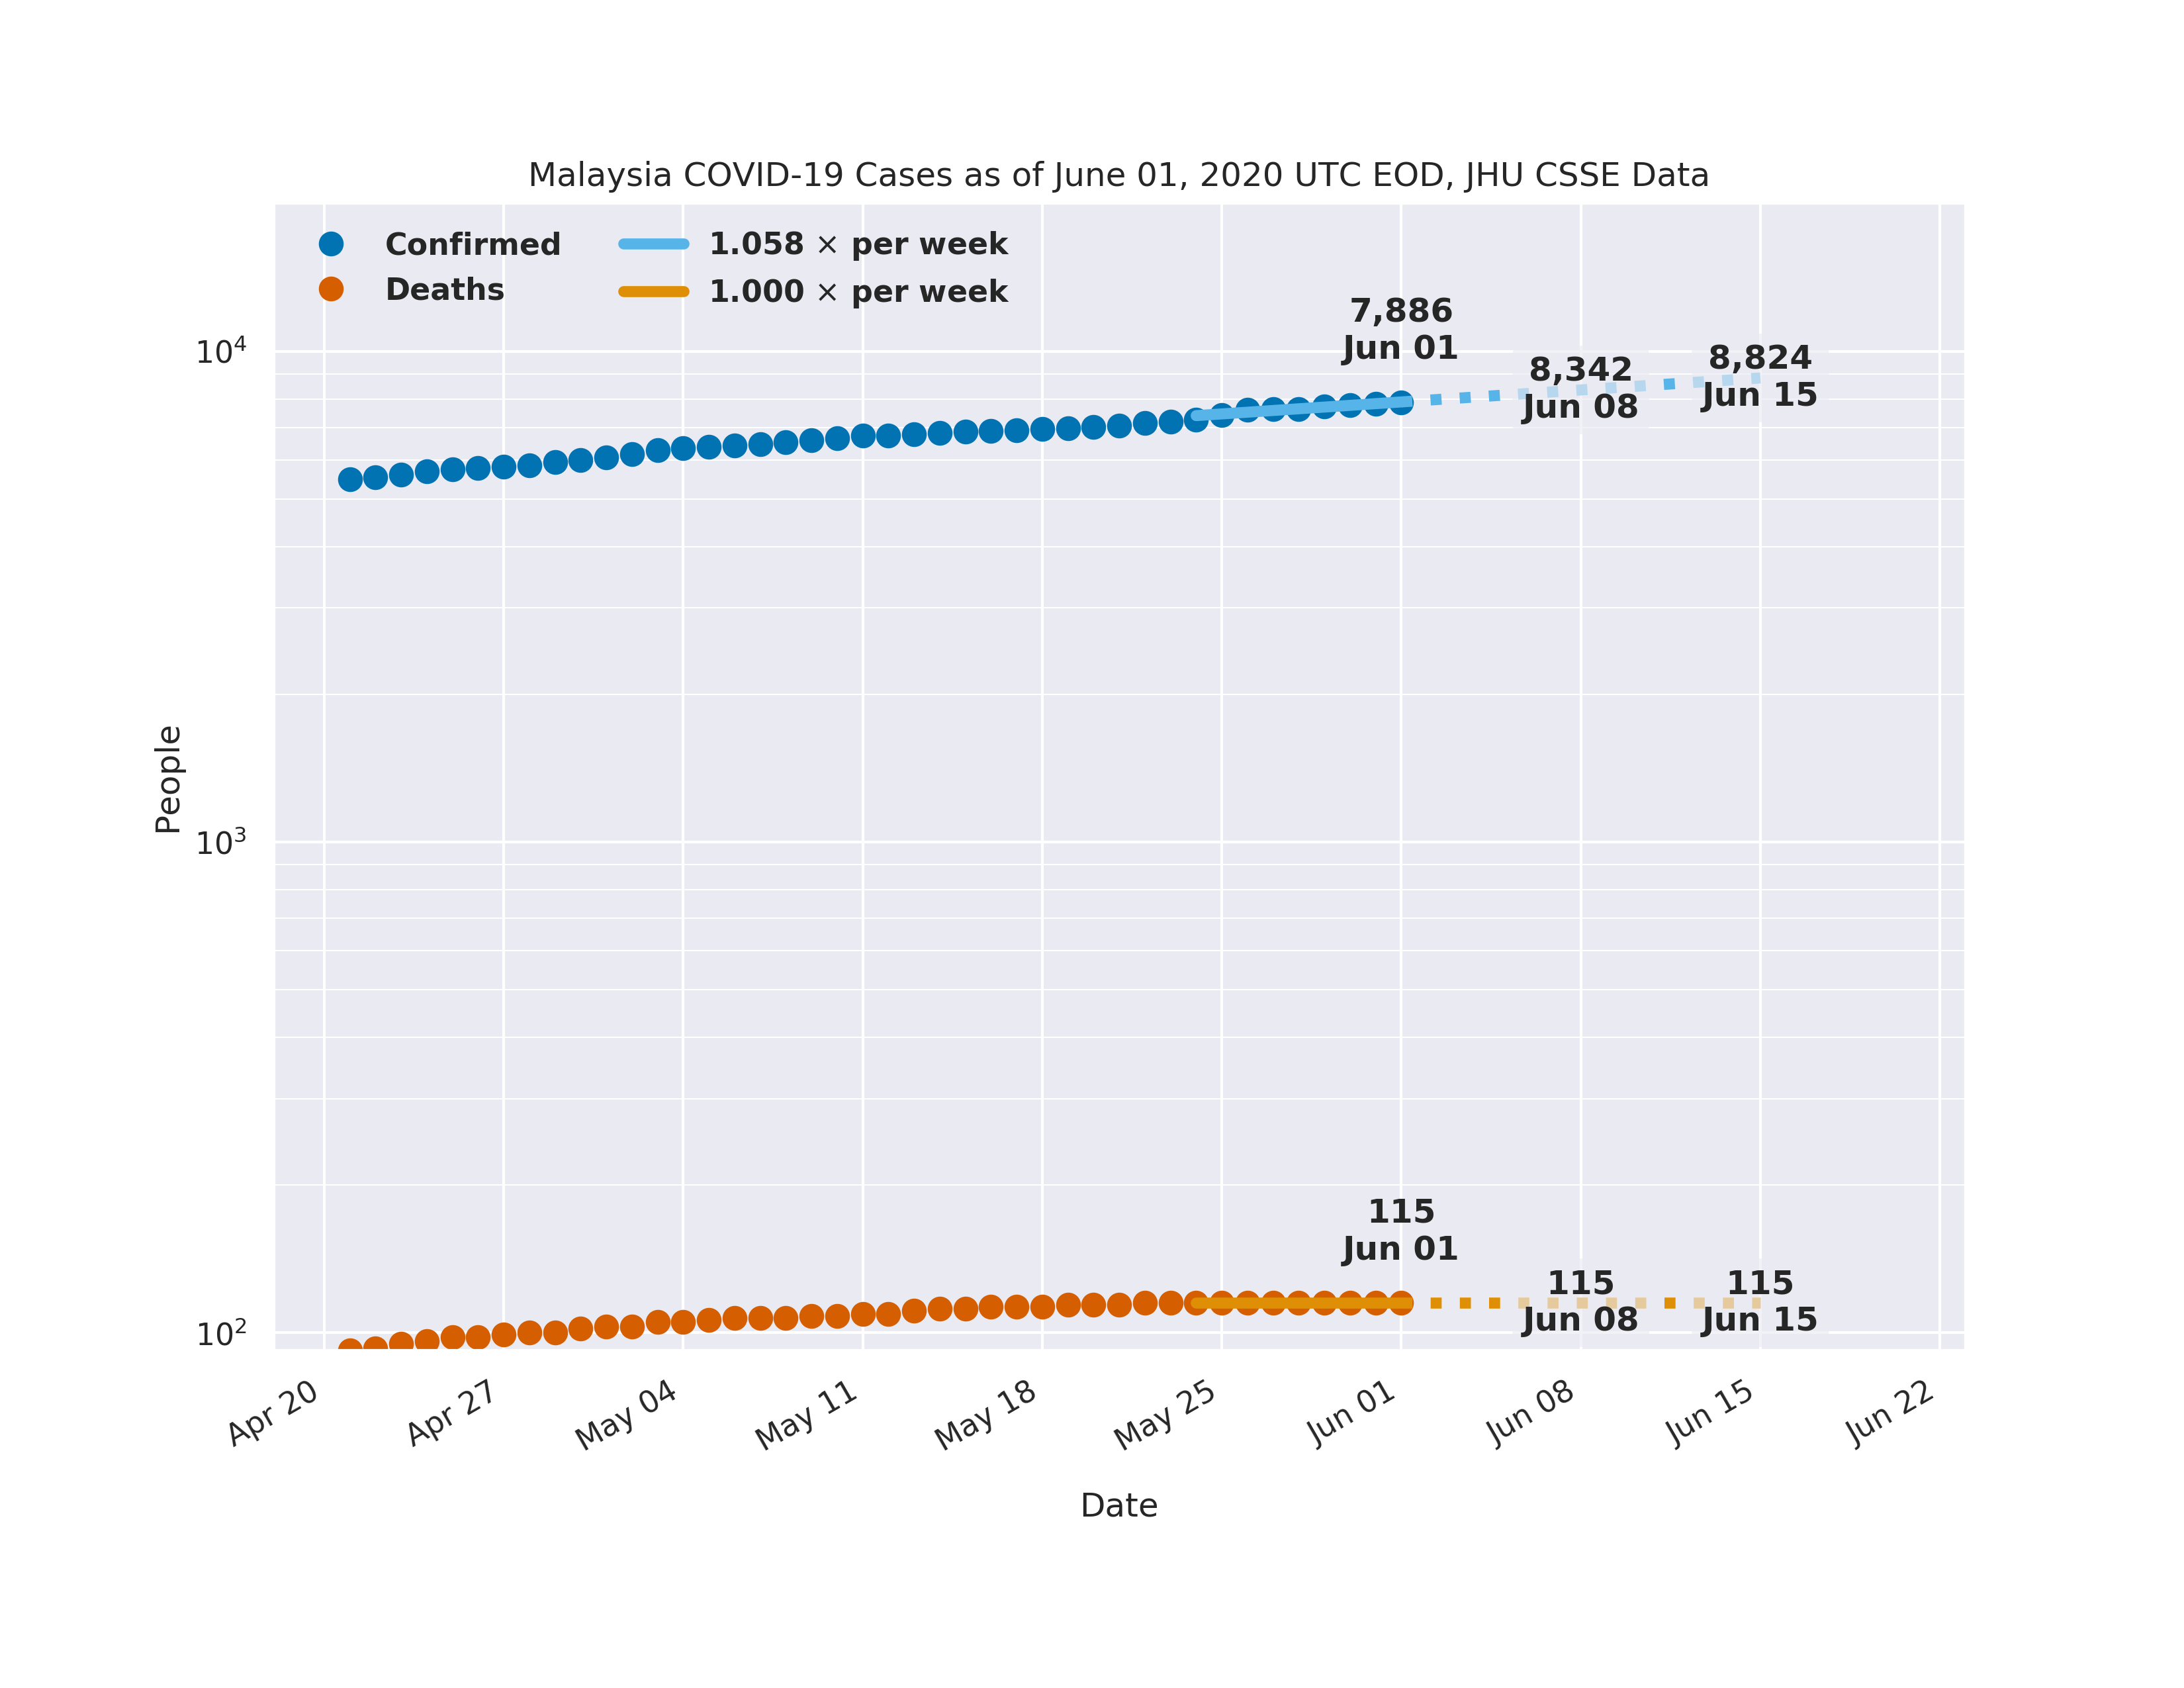 Malaysia COVID-19 Cases as of June 01, 2020 UTC EOD, JHU CSSE Data
Confirmed
Deaths
1.058 × per week
1.000 × per week
7,886
Jun 01
8,342
Jun 08
8,824
Jun 15
10⁴
10³
10²
People
115
Jun 01
115
Jun 08
115
Jun 15
Apr 20
Apr 27
May 04
May 11
May 18
May 25
Jun 01
Jun 08
Jun 15
Jun 22
Date